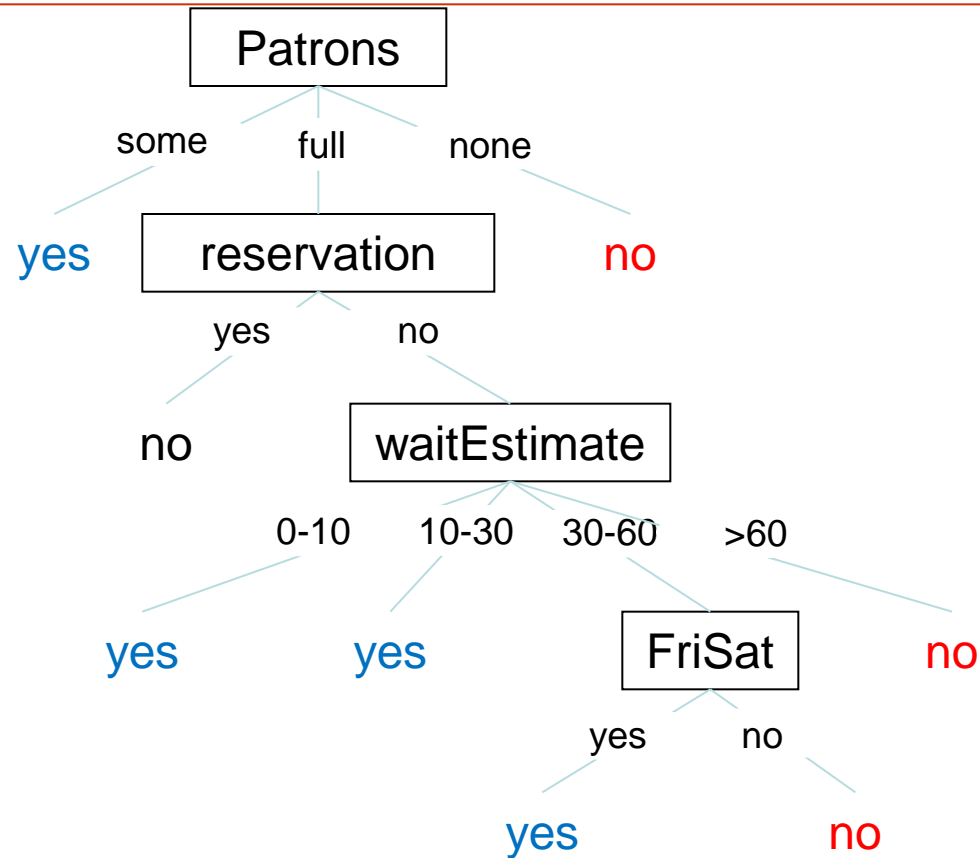 Patrons
some full none
yes reservation no
yes no
no waitEstimate
0-10 10-30 30-60 >60
yes yes FriSat no
yes no
yes no